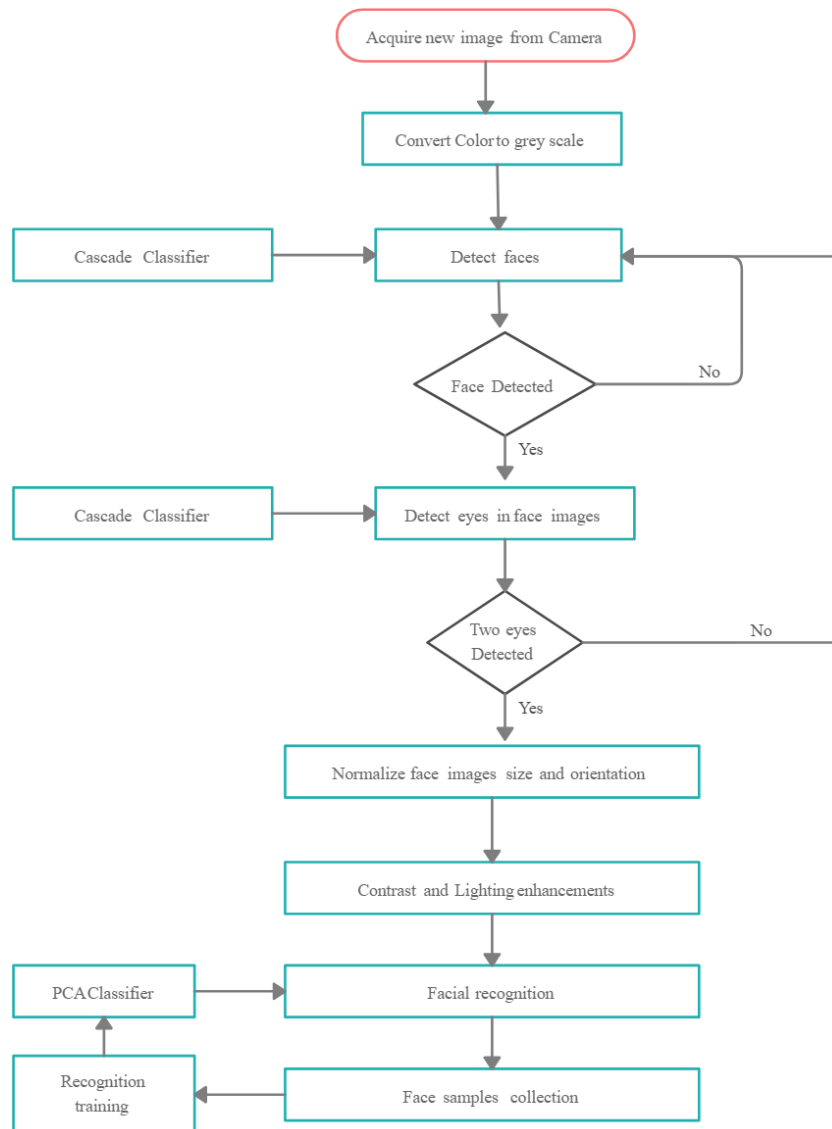 Acquire new image from Camera
Convert Color to grey scale
Cascade Classifier
Detect faces
Face Detected
No
Yes
Cascade Classifier
Detect eyes in face images
Two eyes
Detected
No
Yes
Normalize face images size and orientation
Contrast and Lighting enhancements
PCA Classifier
Facial recognition
Recognition
training
Face samples collection